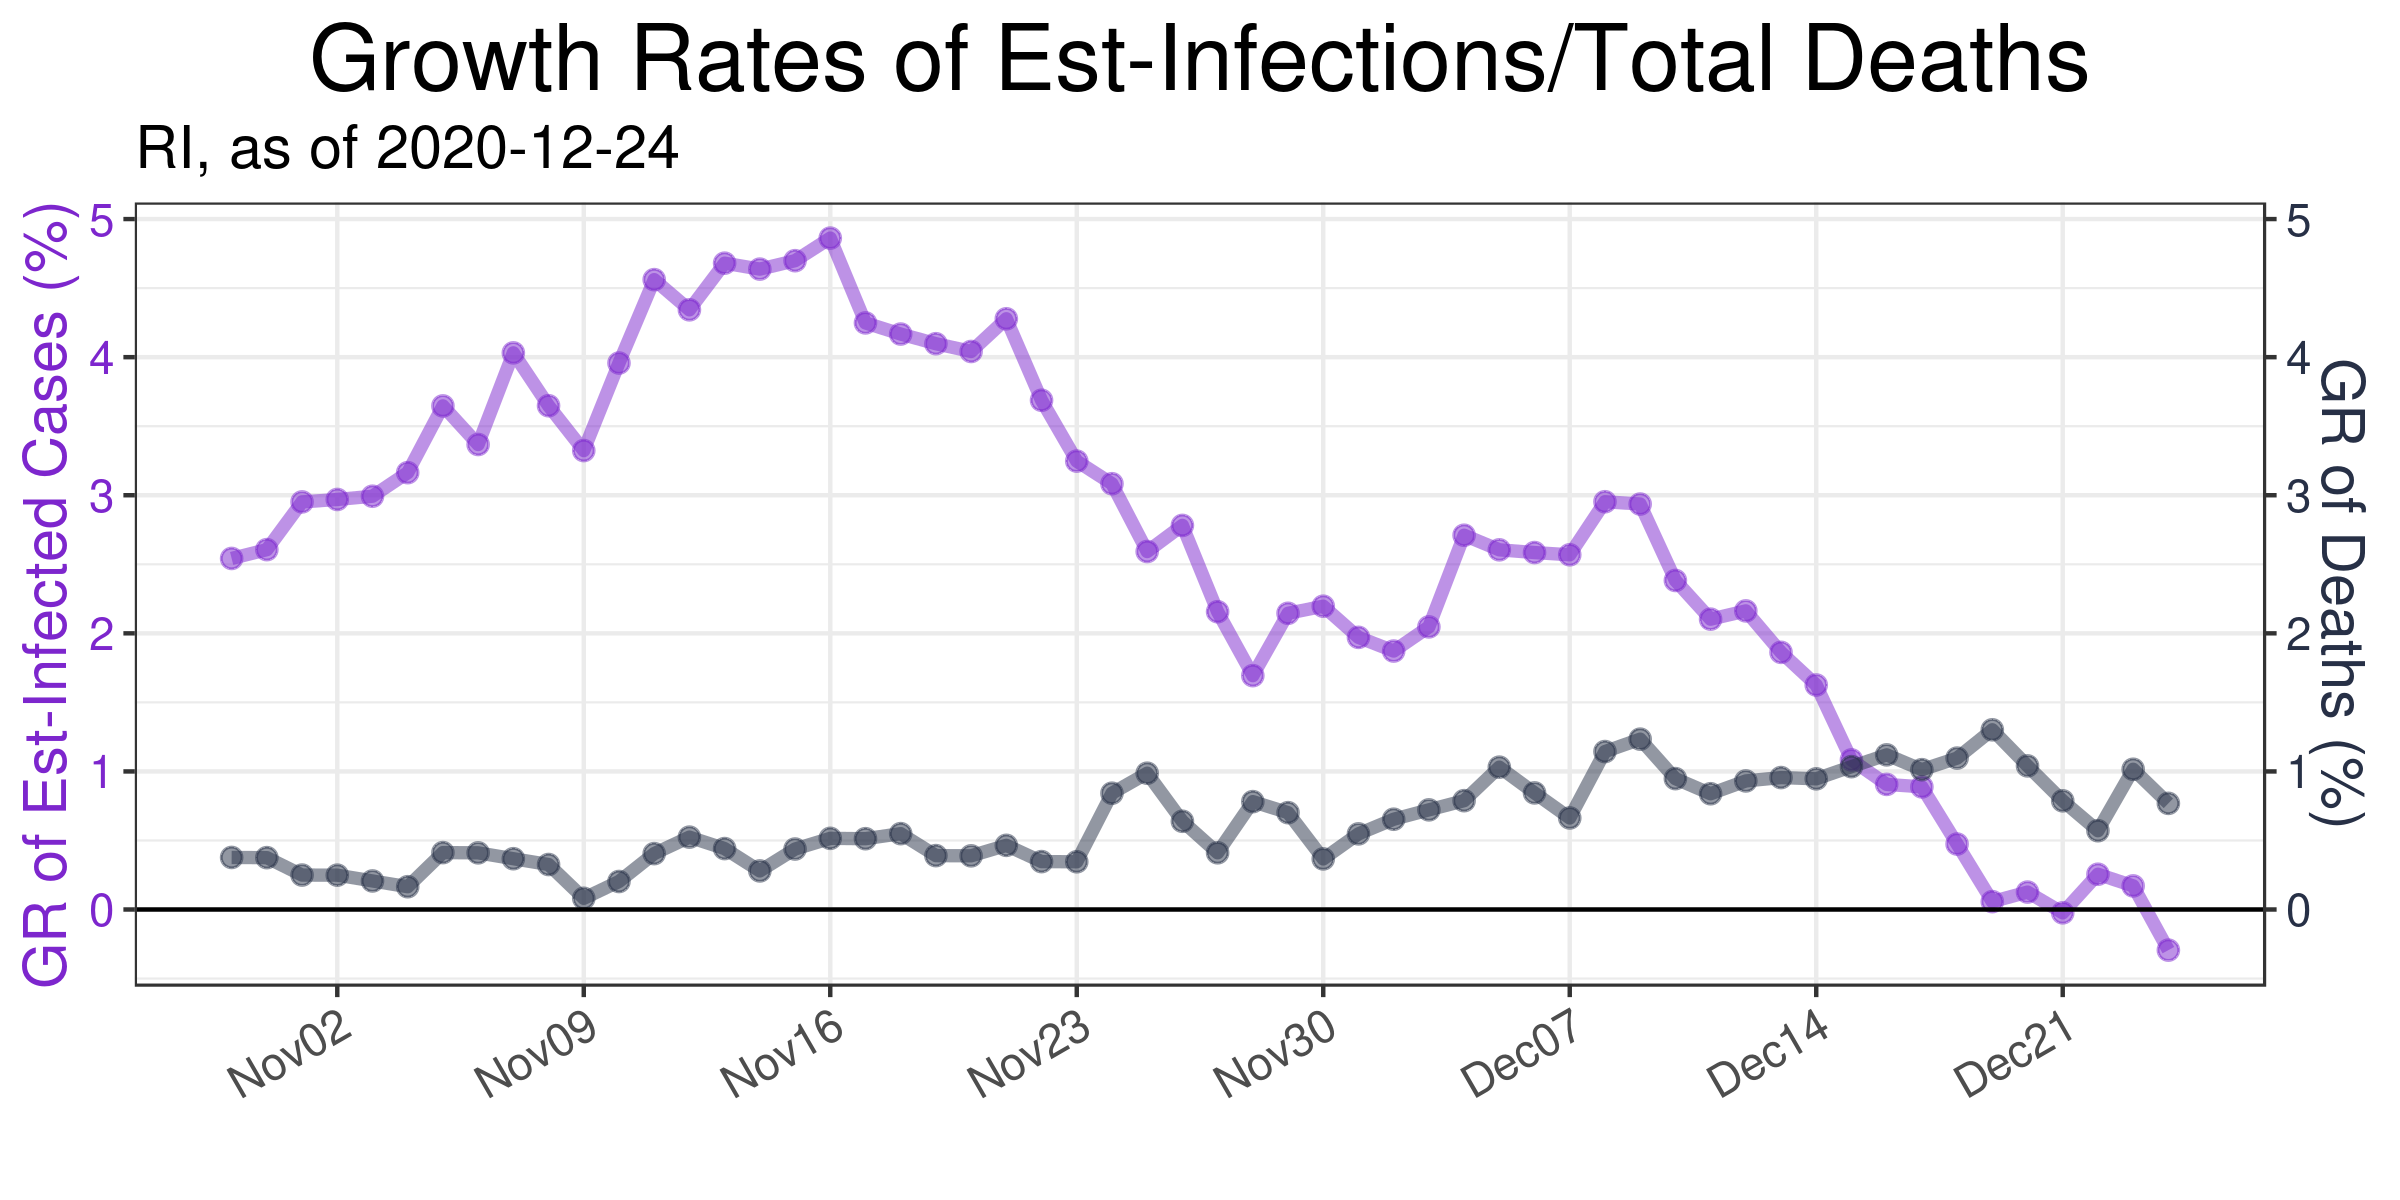 Growth Rates of Est-Infections/Total Deaths
RI, as of 2020-12-24
GR of Est-Infected Cases (%)
5
4
3
2
1
0
5
4
3
2
1
0
GR of Deaths (%)
Nov02
Nov09
Nov16
Nov23
Nov30
Dec07
Dec14
Dec21